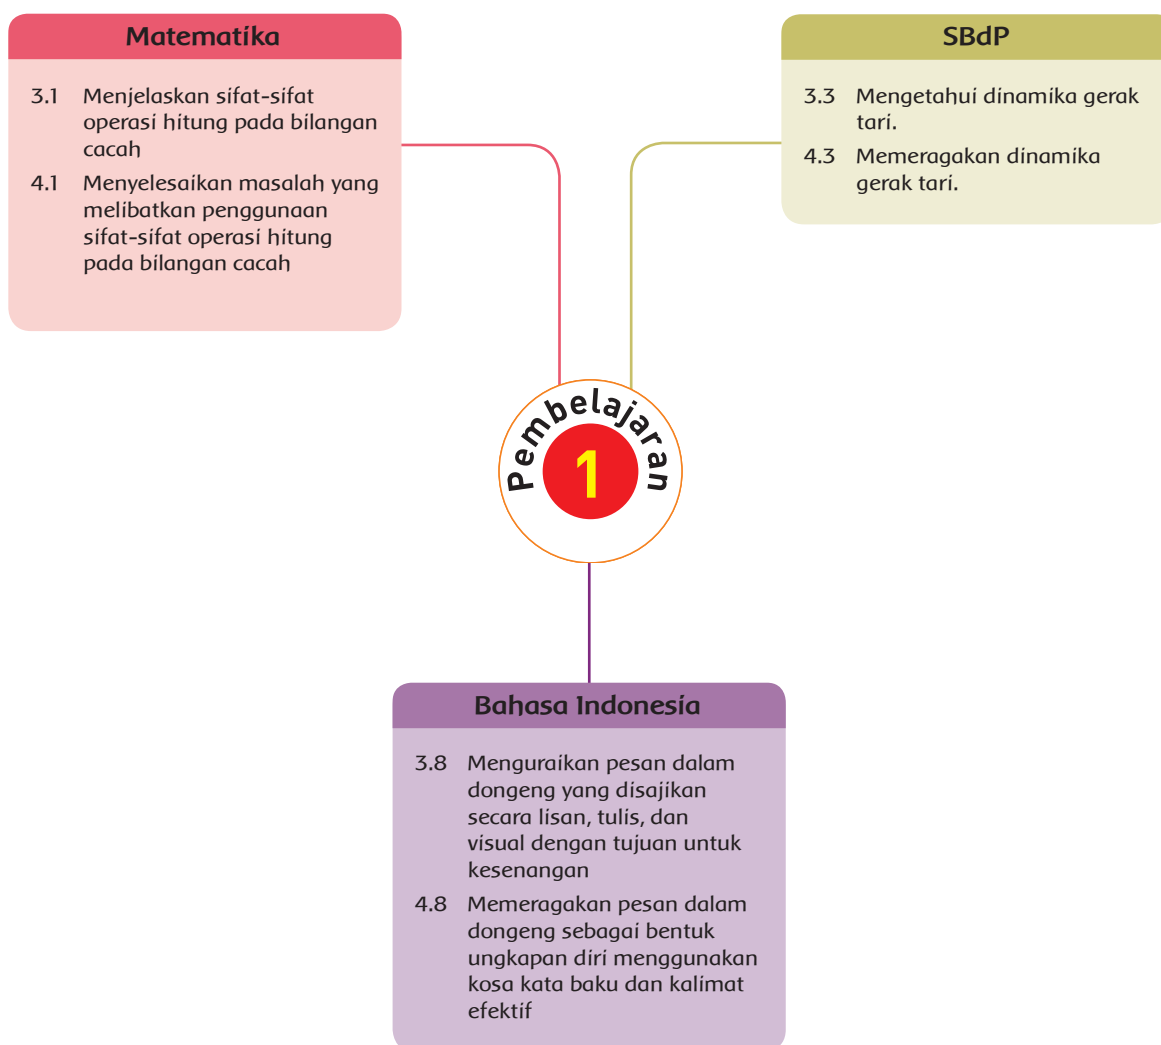 Matematika
3.1 Menjelaskan sifat-sifat
operasi hitung pada bilangan
cacah
4.1 Menyelesaikan masalah yang
melibatkan penggunaan
sifat-sifat operasi hitung
pada bilangan cacah
SBdP
3.3 Mengetahui dinamika gerak
tari.
4.3 Memeragakan dinamika
gerak tari.
Pembelajaran
1
Bahasa Indonesia
3.8 Menguraikan pesan dalam
dongeng yang disajikan
secara lisan, tulis, dan
visual dengan tujuan untuk
kesenangan
4.8 Memeragakan pesan dalam
dongeng sebagai bentuk
ungkapan diri menggunakan
kosa kata baku dan kalimat
efektif